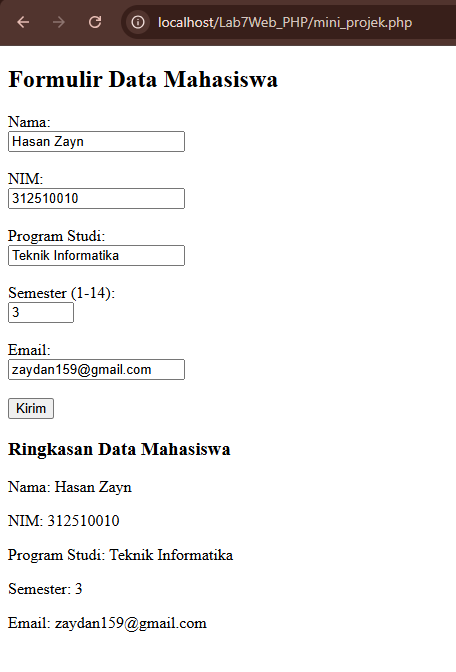 localhost/Lab7Web_PHP/mini_projek.php
Formulir Data Mahasiswa
Nama:
Hasan Zayn
NIM:
312510010
Program Studi:
Teknik Informatika
Semester (1-14):
3
Email:
zaydan159@gmail.com
Kirim
Ringkasan Data Mahasiswa
Nama: Hasan Zayn
NIM: 312510010
Program Studi: Teknik Informatika
Semester: 3
Email: zaydan159@gmail.com